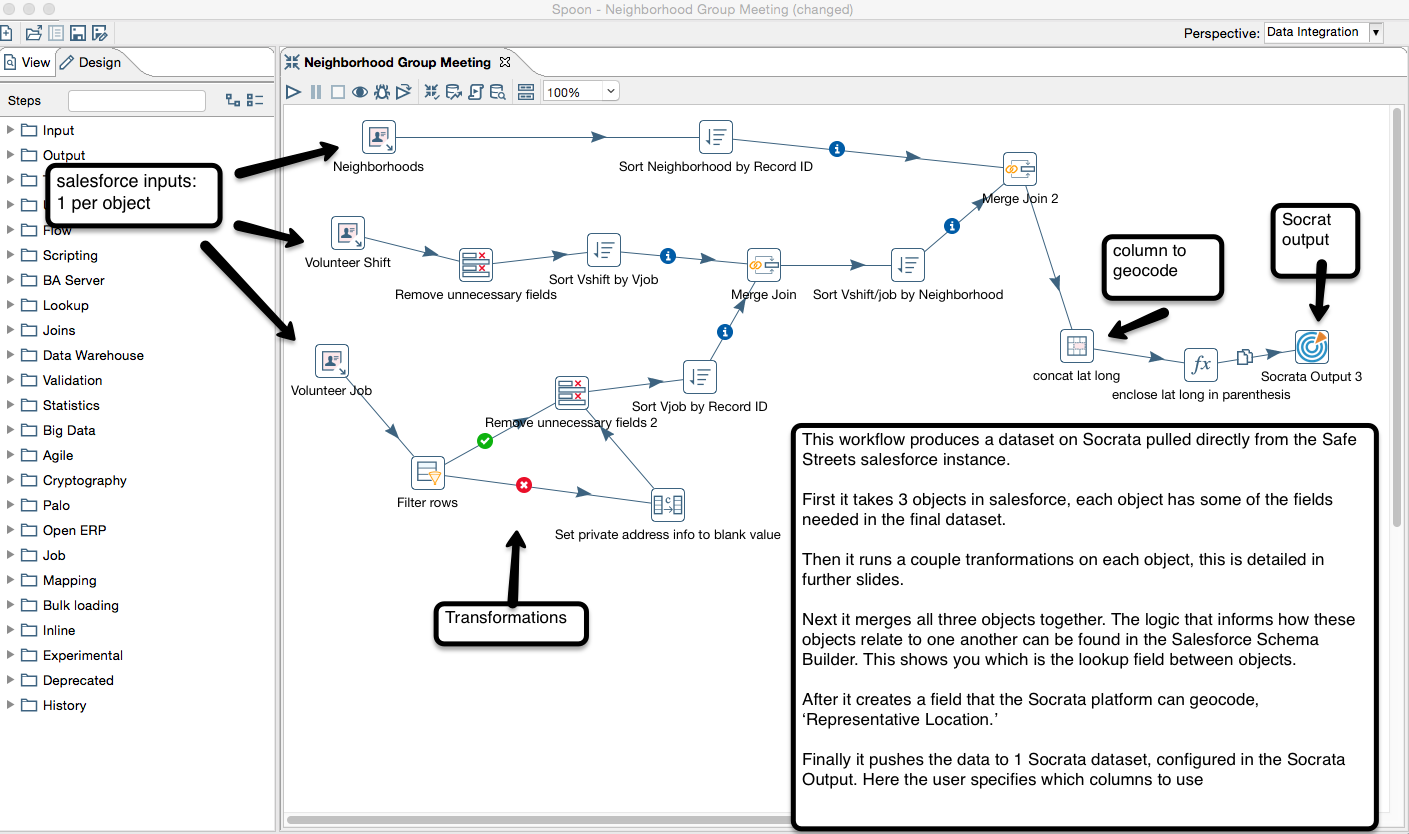 Spoon - Neighborhood Group Meeting (changed)
Perspective: Data Integration
View
Design
Neighborhood Group Meeting
Steps
100%
Input
Output
Flow
Scripting
BA Server
Lookup
Joins
Data Warehouse
Validation
Statistics
Big Data
Agile
Cryptography
Palo
Open ERP
Job
Mapping
Bulk loading
Inline
Experimental
Deprecated
History
salesforce inputs:
1 per object
Neighborhoods
Sort Neighborhood by Record ID
Merge Join 2
Volunteer Shift
Remove unnecessary fields
Sort Vshift by Vjob
Merge Join
Sort Vshift/job by Neighborhood
column to
geocode
Socrat
output
Volunteer Job
Remove unnecessary fields 2
Sort Vjob by Record ID
concat lat long
fx
enclose lat long in parenthesis
Socrata Output 3
Filter rows
C
Set private address info to blank value
Transformations
This workflow produces a dataset on Socrata pulled directly from the Safe
Streets salesforce instance.
First it takes 3 objects in salesforce, each object has some of the fields
needed in the final dataset.
Then it runs a couple tranformations on each object, this is detailed in
further slides.
Next it merges all three objects together. The logic that informs how these
objects relate to one another can be found in the Salesforce Schema
Builder. This shows you which is the lookup field between objects.
After it creates a field that the Socrata platform can geocode,
‘Representative Location.’
Finally it pushes the data to 1 Socrata dataset, configured in the Socrata
Output. Here the user specifies which columns to use